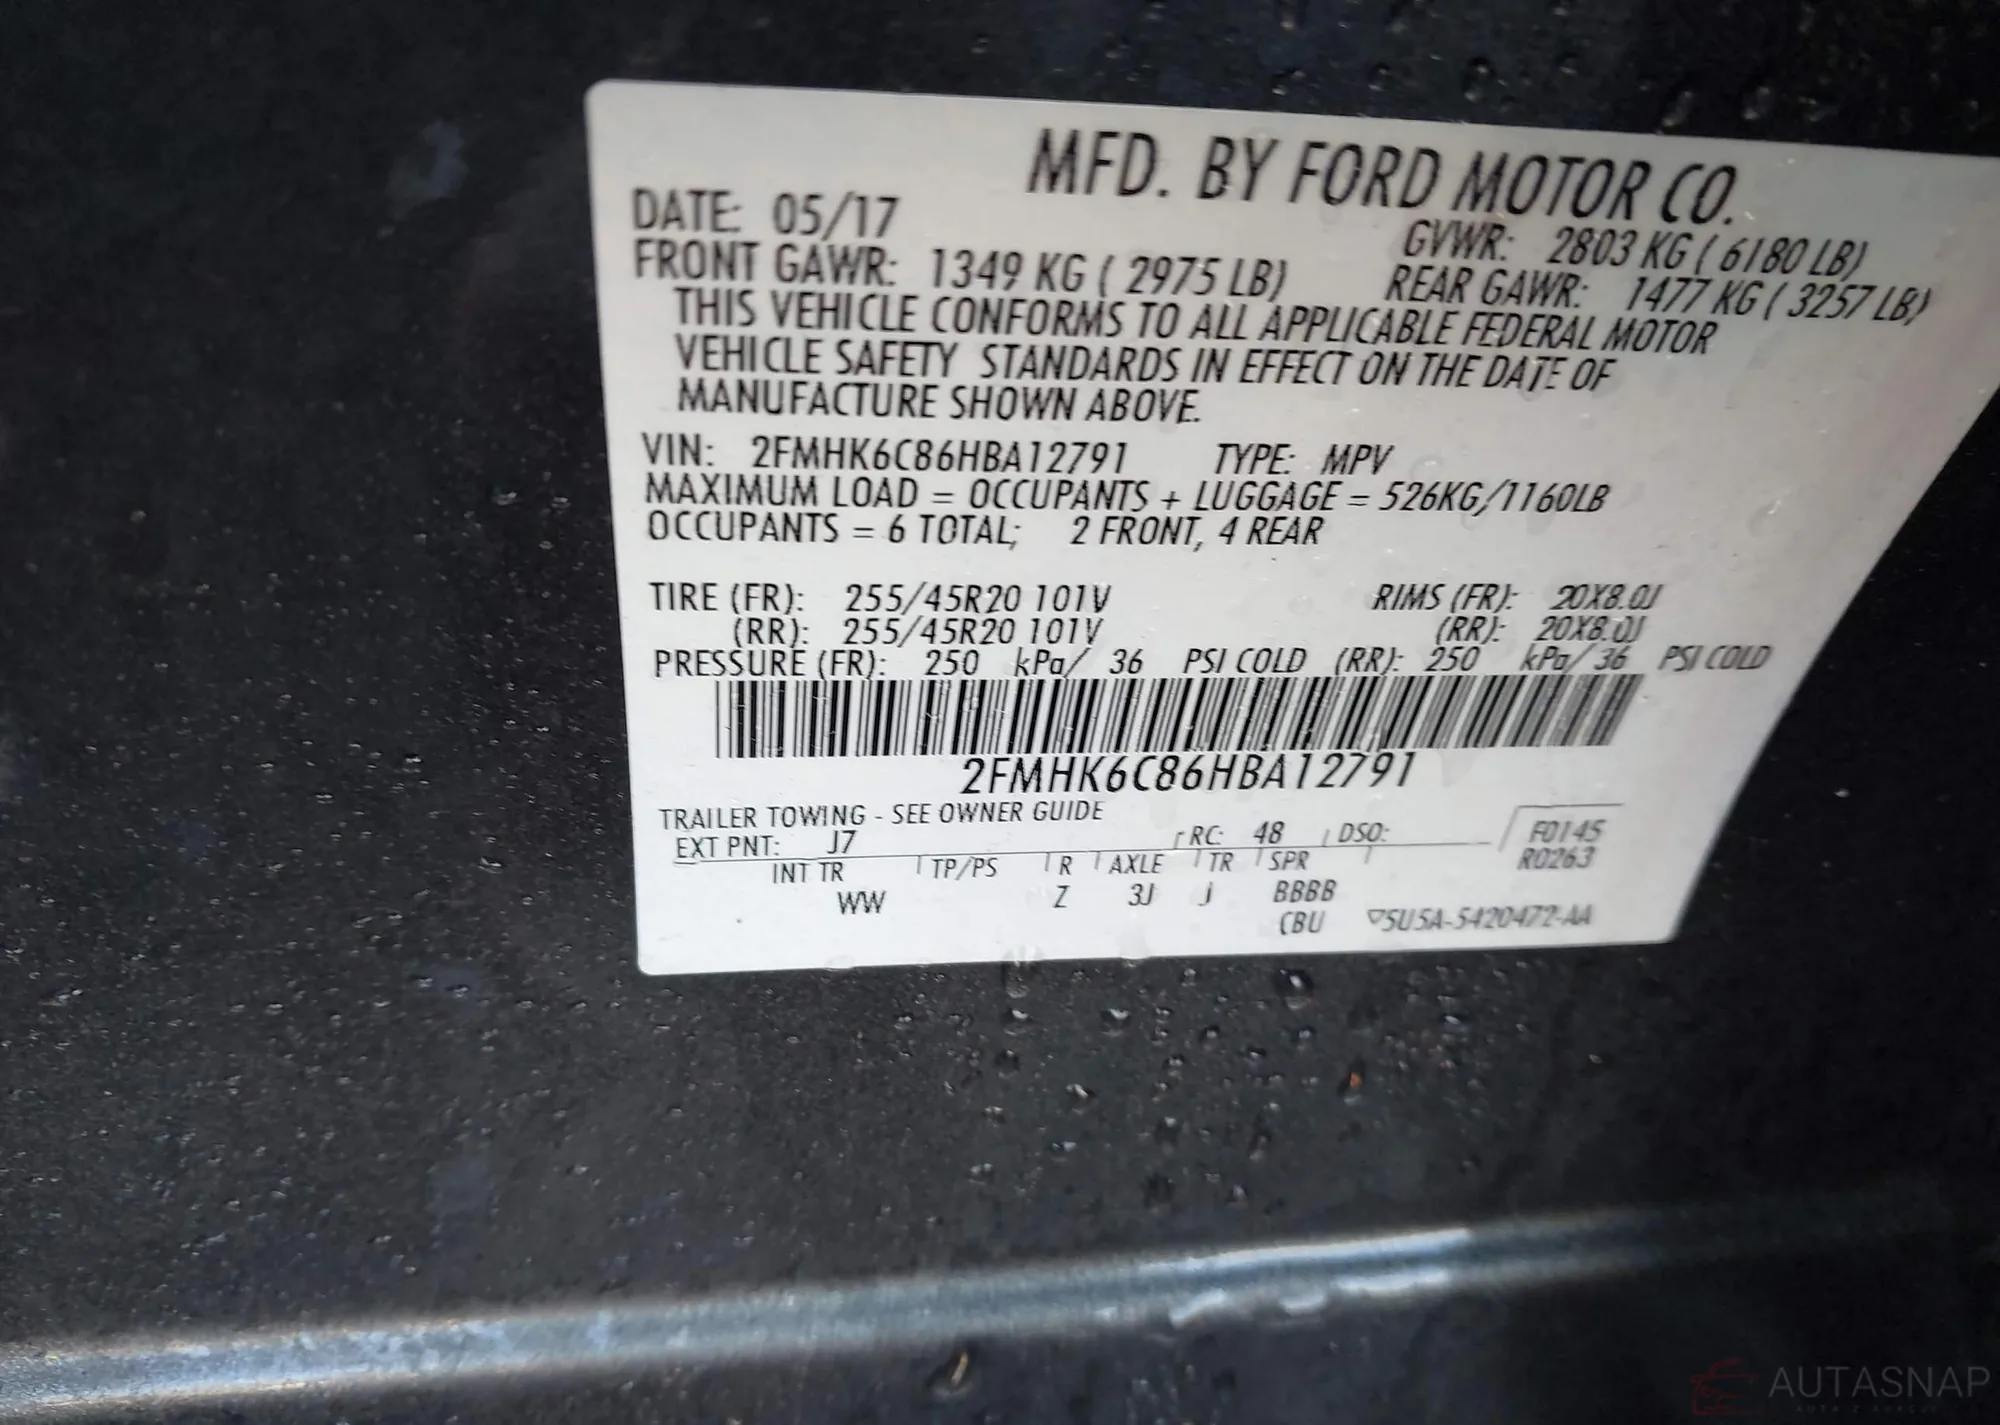 MFD. BY FORD MOTOR CO.
DATE: 05/17 GVWR: 2803 KG ( 6180 LB)
FRONT GAWR: 1349 KG ( 2975 LB) REAR GAWR: 1477 KG ( 3257 LB)
THIS VEHICLE CONFORMS TO ALL APPLICABLE FEDERAL MOTOR
VEHICLE SAFETY STANDARDS IN EFFECT ON THE DATE OF
MANUFACTURE SHOWN ABOVE.
VIN: 2FMHK6C86HBA12791 TYPE: MPV
MAXIMUM LOAD = OCCUPANTS + LUGGAGE = 526KG/1160LB
OCCUPANTS = 6 TOTAL; 2 FRONT, 4 REAR
TIRE (FR): 255/45R20 101V RIMS (FR): 20X8.0J
(RR): 255/45R20 101V (RR): 20X8.0J
PRESSURE (FR): 250 kPa/ 36 PSI COLD (RR): 250 kPa/ 36 PSI COLD
2FMHK6C86HBA12791
TRAILER TOWING - SEE OWNER GUIDE
EXT PNT: J7 RC: 48 DSO: F0145
R0263
INT TR TP/PS R AXLE TR SPR
WW Z 3J J BBBB
CBU ▽5U5A-5420472-AA
AUTASNAP